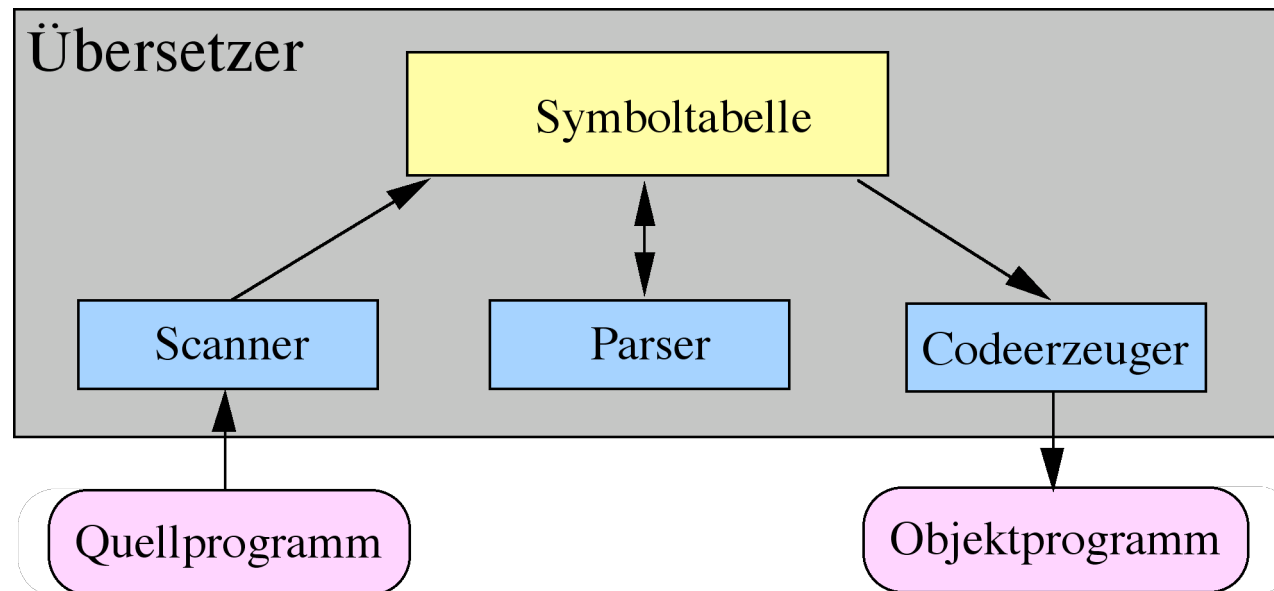 Übersetzer
Symboltabelle
Scanner
Parser
Codeerzeuger
Quellprogramm
Objektprogramm